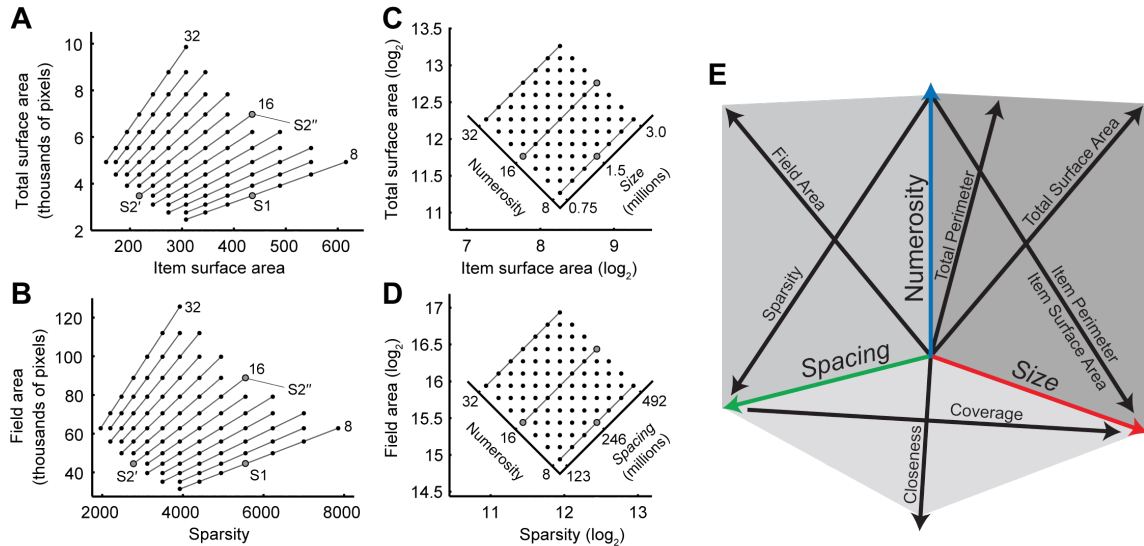 A
Total surface area
(thousands of pixels)
10
8
6
4
2
32
16
S2″
8
S2′
S1
200
300
400
500
600
Item surface area
B
Field area
(thousands of pixels)
120
100
80
60
40
32
16
S2″
8
S2′
S1
2000
4000
6000
8000
Sparsity
C
Total surface area (log2)
13.5
13
12.5
12
11.5
11
32
16
8
Numerosity
3.0
1.5
0.75
Size
(millions)
7
8
9
Item surface area (log2)
D
Field area (log2)
17
16.5
16
15.5
15
14.5
32
16
8
Numerosity
492
246
123
Spacing
(millions)
11
12
13
Sparsity (log2)
E
Field Area
Sparsity
Numerosity
Total Perimeter
Total Surface Area
Item Perimeter
Item Surface Area
Spacing
Size
Coverage
Closeness